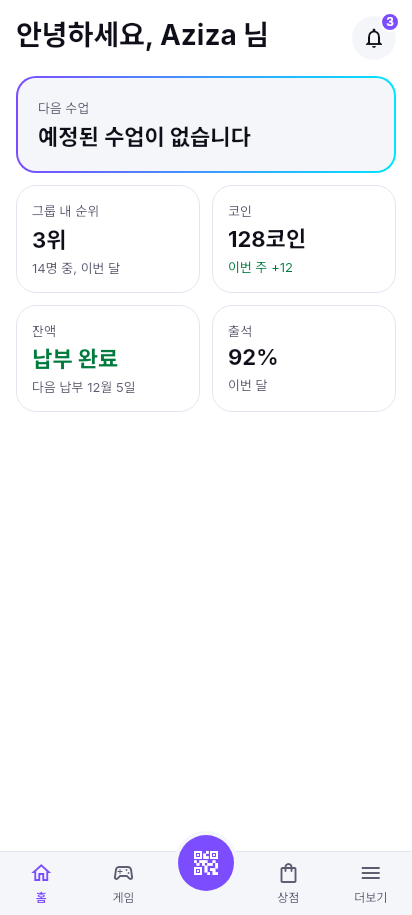 안녕하세요, Aziza 님
3
다음 수업
예정된 수업이 없습니다
그룹 내 순위
3위
14명 중, 이번 달
코인
128코인
이번 주 +12
잔액
납부 완료
다음 납부 12월 5일
출석
92%
이번 달
홈
게임
상점
더보기